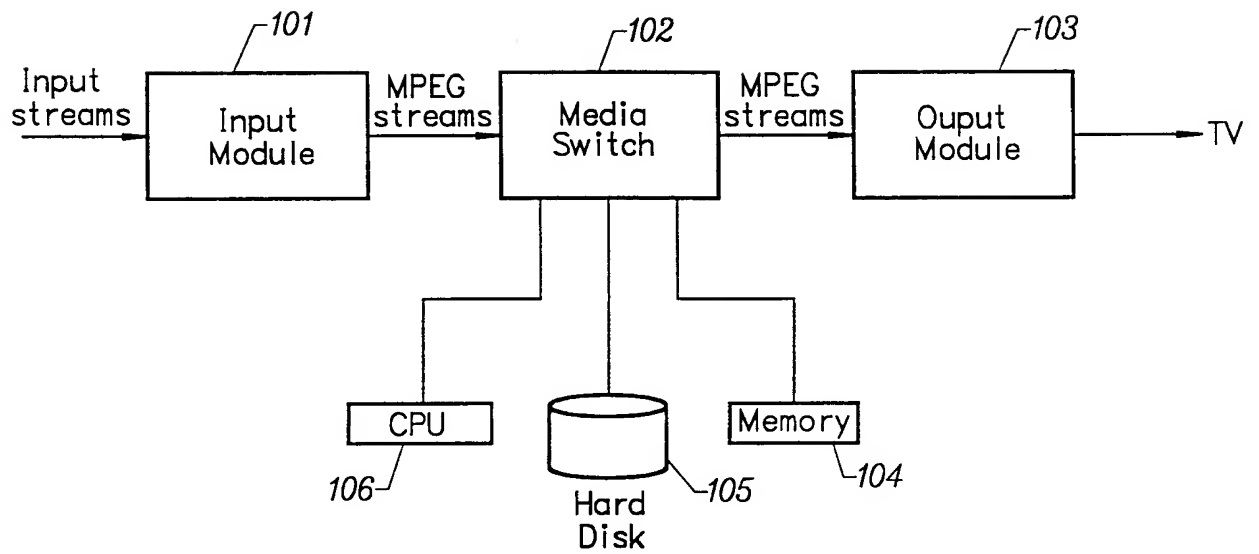 101
102
103
Input
streams
Input
Module
MPEG
streams
Media
Switch
MPEG
streams
Ouput
Module
TV
CPU
106
Hard
Disk
105
Memory
104